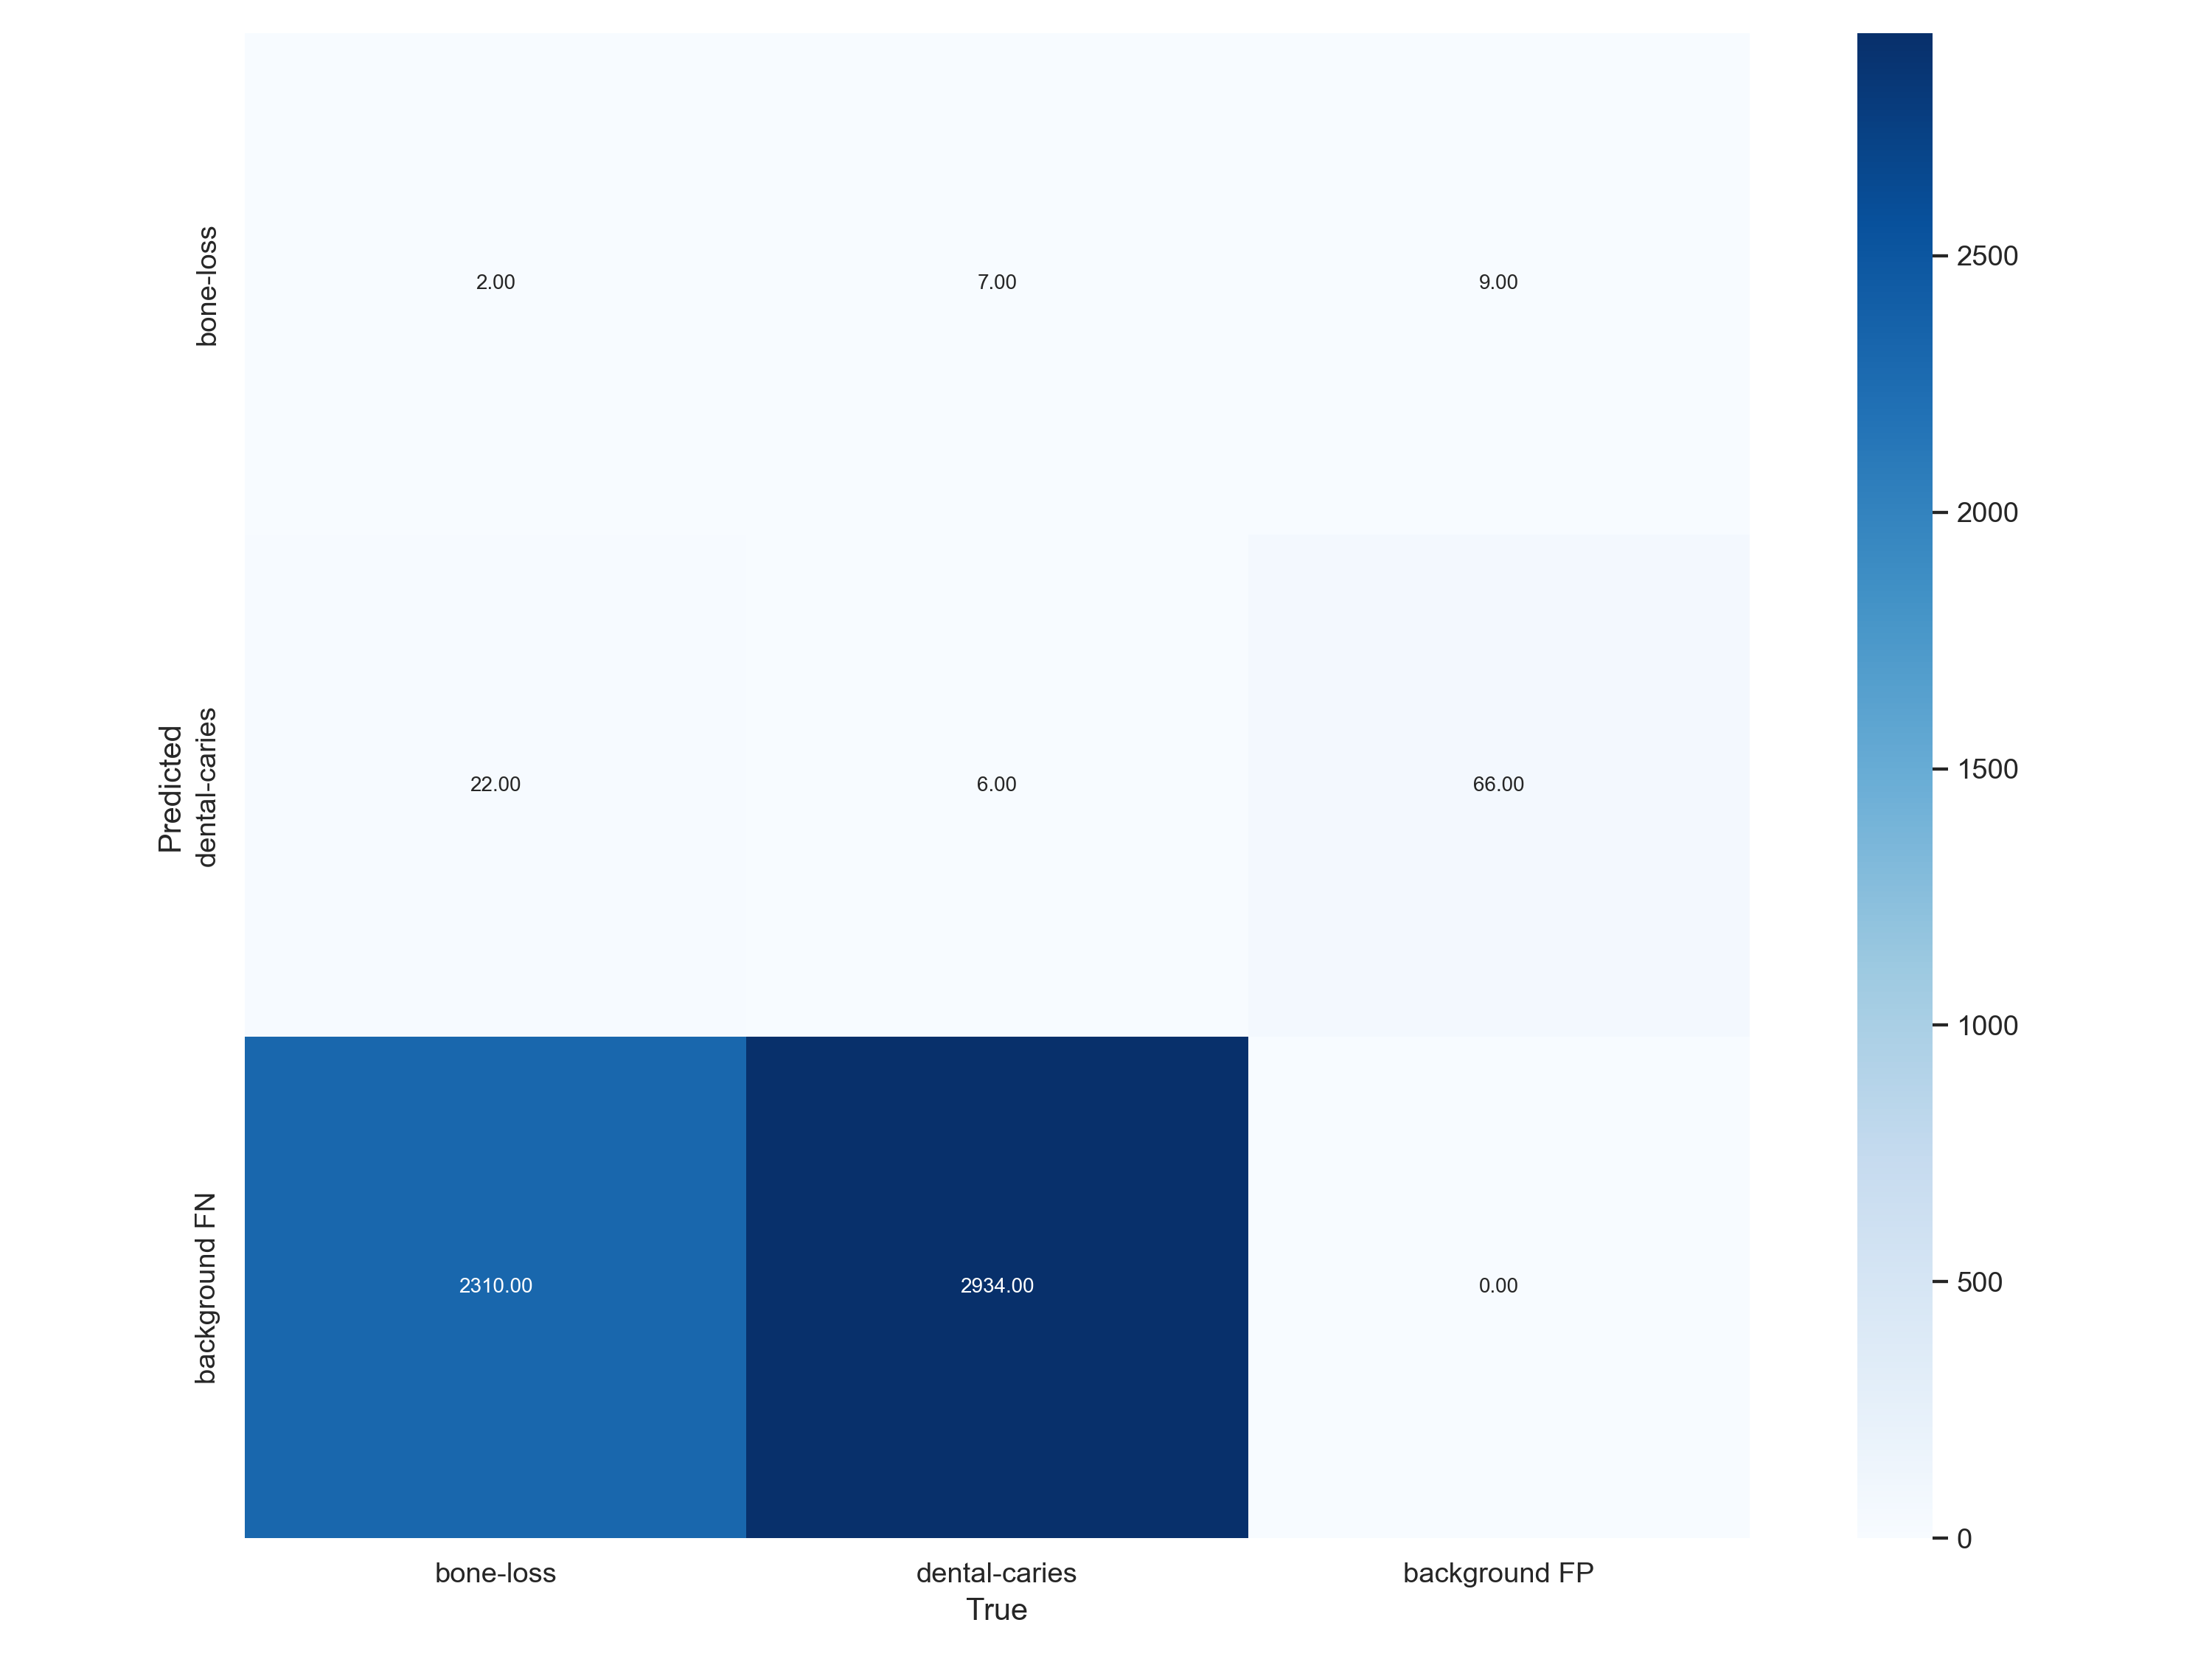 bone-loss
2.00
7.00
9.00
Predicted
dental-caries
22.00
6.00
66.00
background FN
2310.00
2934.00
0.00
bone-loss
dental-caries
background FP
True
2500
2000
1500
1000
500
0